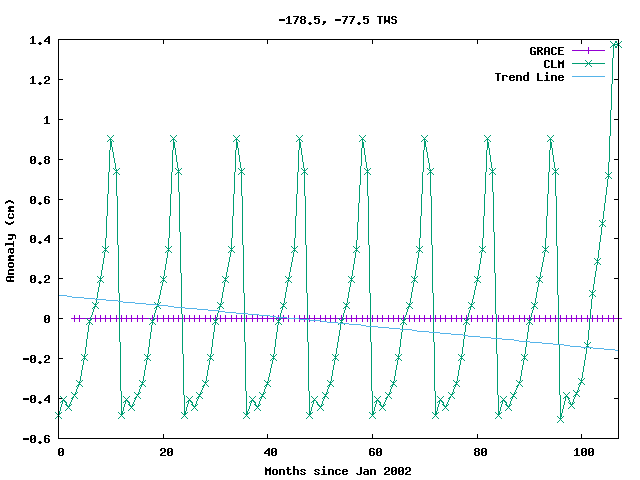 -178.5, -77.5 TWS
GRACE
CLM
Trend Line
1.4
1.2
1
0.8
0.6
0.4
0.2
0
-0.2
-0.4
-0.6
Anomaly (cm)
0 20 40 60 80 100
Months since Jan 2002